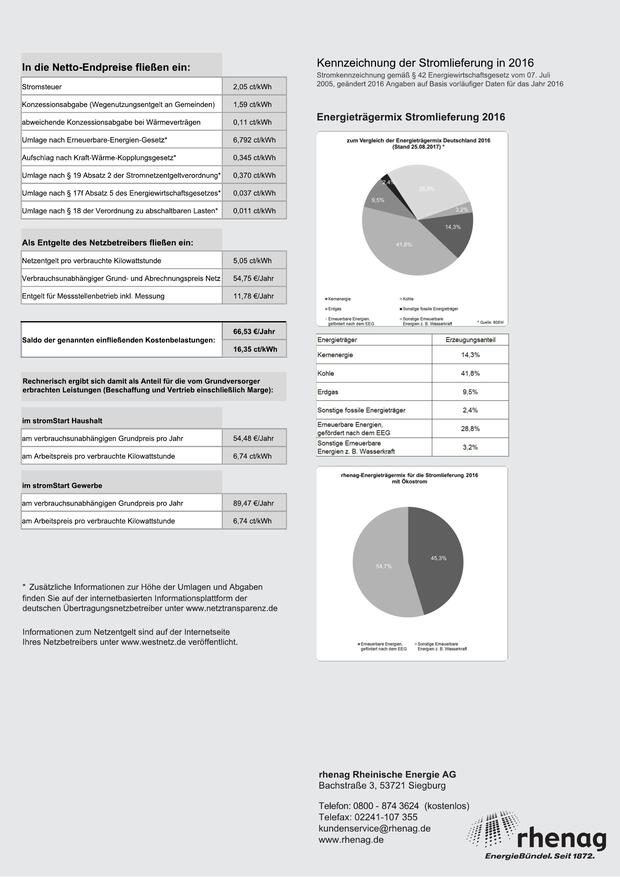 In die Netto-Endpreise fließen ein:
Stromsteuer 2,05 ct/kWh
Konzessionsabgabe (Wegenutzungsentgelt an Gemeinden) 1,59 ct/kWh
abweichende Konzessionsabgabe bei Wärmeverträgen 0,11 ct/kWh
Umlage nach Erneuerbare-Energien-Gesetz* 6,792 ct/kWh
Aufschlag nach Kraft-Wärme-Kopplungsgesetz* 0,345 ct/kWh
Umlage nach § 19 Absatz 2 der Stromnetzentgeltverordnung* 0,370 ct/kWh
Umlage nach § 17f Absatz 5 des Energiewirtschaftsgesetzes* 0,037 ct/kWh
Umlage nach § 18 der Verordnung zu abschaltbaren Lasten* 0,011 ct/kWh
Als Entgelte des Netzbetreibers fließen ein:
Netzentgelt pro verbrauchte Kilowattstunde 5,05 ct/kWh
Verbrauchsunabhängiger Grund- und Abrechnungspreis Netz 54,75 €/Jahr
Entgelt für Messstellenbetrieb inkl. Messung 11,78 €/Jahr
Saldo der genannten einfließenden Kostenbelastungen:
66,53 €/Jahr
16,35 ct/kWh
Rechnerisch ergibt sich damit als Anteil für die vom Grundversorger
erbrachten Leistungen (Beschaffung und Vertrieb einschließlich Marge):
im stromStart Haushalt
am verbrauchsunabhängigen Grundpreis pro Jahr 54,48 €/Jahr
am Arbeitspreis pro verbrauchte Kilowattstunde 6,74 ct/kWh
im stromStart Gewerbe
am verbrauchsunabhängigen Grundpreis pro Jahr 89,47 €/Jahr
am Arbeitspreis pro verbrauchte Kilowattstunde 6,74 ct/kWh
* Zusätzliche Informationen zur Höhe der Umlagen und Abgaben
finden Sie auf der internetbasierten Informationsplattform der
deutschen Übertragungsnetzbetreiber unter www.netztransparenz.de
Informationen zum Netzentgelt sind auf der Internetseite
Ihres Netzbetreibers unter www.westnetz.de veröffentlicht.
Kennzeichnung der Stromlieferung in 2016
Stromkennzeichnung gemäß § 42 Energiewirtschaftsgesetz vom 07. Juli
2005, geändert 2016 Angaben auf Basis vorläufiger Daten für das Jahr 2016
Energieträgermix Stromlieferung 2016
zum Vergleich der Energieträgermix Deutschland 2016
(Stand 25.08.2017) *
2,4%
28,8%
9,5%
3,2%
14,3%
41,8%
Kernenergie Kohle
Erdgas Sonstige fossile Energieträger
Erneuerbare Energien, Sonstige Erneuerbare
gefördert nach dem EEG Energien z. B. Wasserkraft
* Quelle: BDEW
Energieträger Erzeugungsanteil
Kernenergie 14,3%
Kohle 41,8%
Erdgas 9,5%
Sonstige fossile Energieträger 2,4%
Erneuerbare Energien,
gefördert nach dem EEG 28,8%
Sonstige Erneuerbare
Energien z. B. Wasserkraft 3,2%
rhenag-Energieträgermix für die Stromlieferung 2016
mit Ökostrom
54,7%
45,3%
Erneuerbare Energien, Sonstige Erneuerbare
gefördert nach dem EEG Energien z. B. Wasserkraft
rhenag Rheinische Energie AG
Bachstraße 3, 53721 Siegburg
Telefon: 0800 - 874 3624 (kostenlos)
Telefax: 02241-107 355
kundenservice@rhenag.de
www.rhenag.de
rhenag
EnergieBündel. Seit 1872.